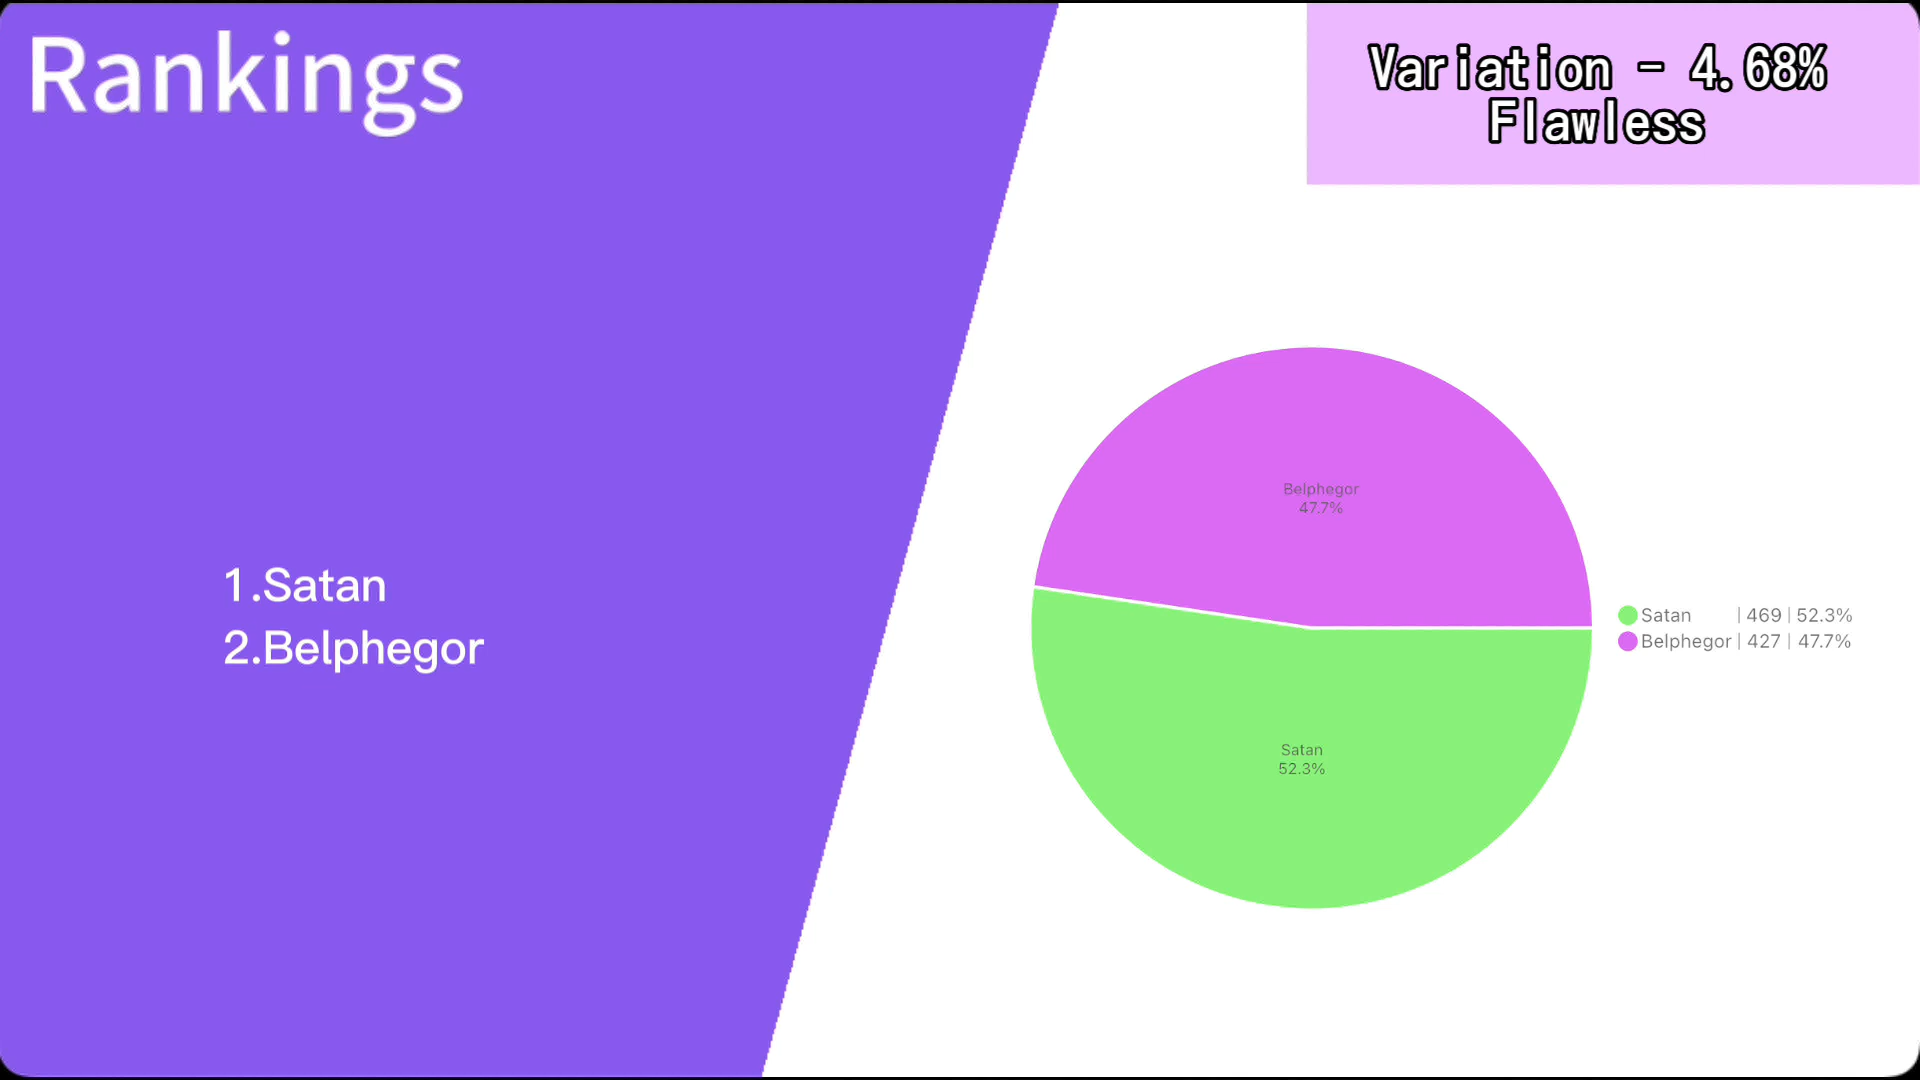 Rankings
Variation - 4.68%
Flawless
1.Satan
2.Belphegor
Belphegor
47.7%
Satan
52.3%
Satan | 469 | 52.3%
Belphegor | 427 | 47.7%